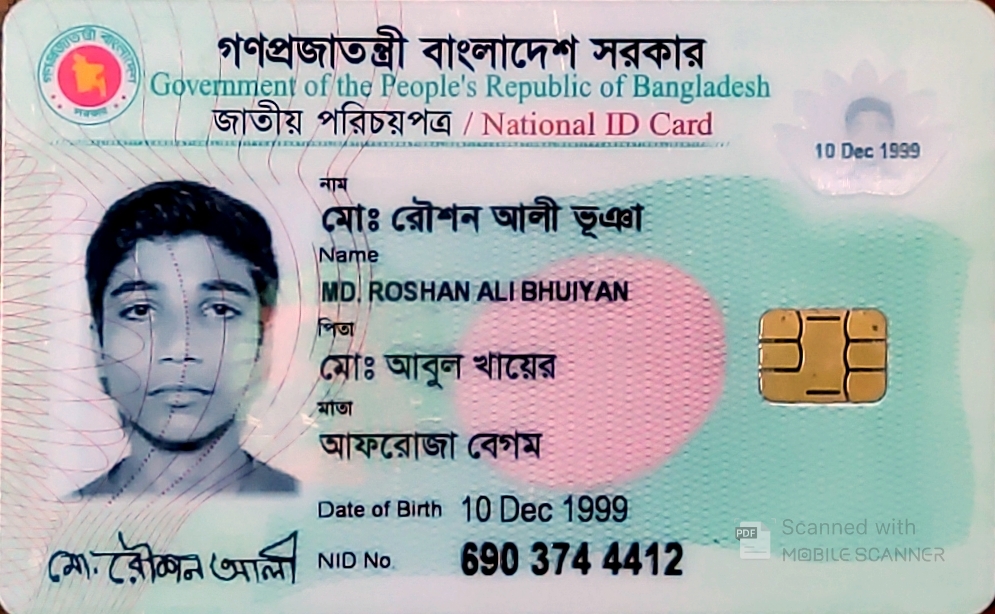 গণপ্রজাতন্ত্রী বাংলাদেশ সরকার
Government of the People's Republic of Bangladesh
জাতীয় পরিচয়পত্র / National ID Card
10 Dec 1999
নাম
মোঃ রৌশন আলী ভূঞা
Name
MD. ROSHAN ALI BHUIYAN
পিতা
মোঃ আবুল খায়ের
মাতা
আফরোজা বেগম
Date of Birth 10 Dec 1999
মো. রৌশন আলী
NID No. 690 374 4412
PDF Scanned with
MOBILE SCANNER